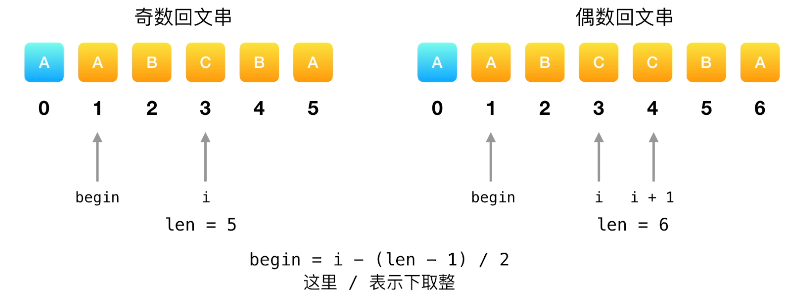 奇数回文串 偶数回文串
A A B C B A A A B C C B A
0 1 2 3 4 5 0 1 2 3 4 5 6
begin i begin i i + 1
len = 5 len = 6
begin = i - (len - 1) / 2
这里 / 表示下取整